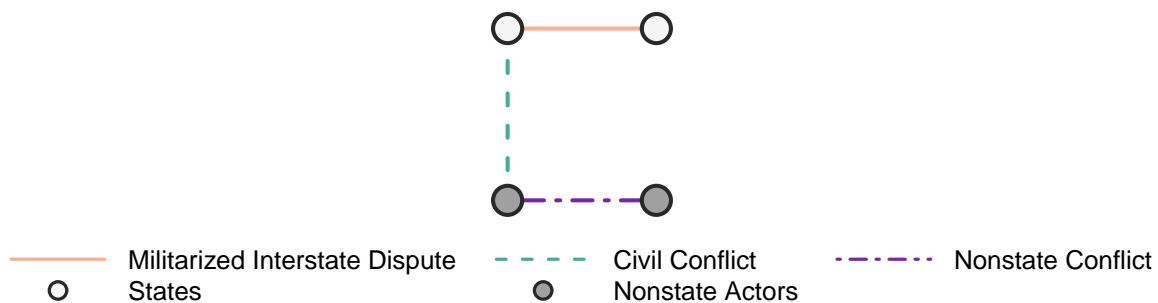 Militarized Interstate Dispute Civil Conflict Nonstate Conflict
States Nonstate Actors